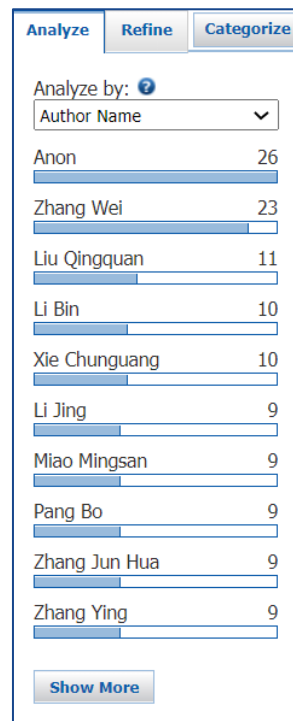 Analyze Refine Categorize
Analyze by: ?
Author Name
Anon 26
Zhang Wei 23
Liu Qingquan 11
Li Bin 10
Xie Chunguang 10
Li Jing 9
Miao Mingsan 9
Pang Bo 9
Zhang Jun Hua 9
Zhang Ying 9
Show More